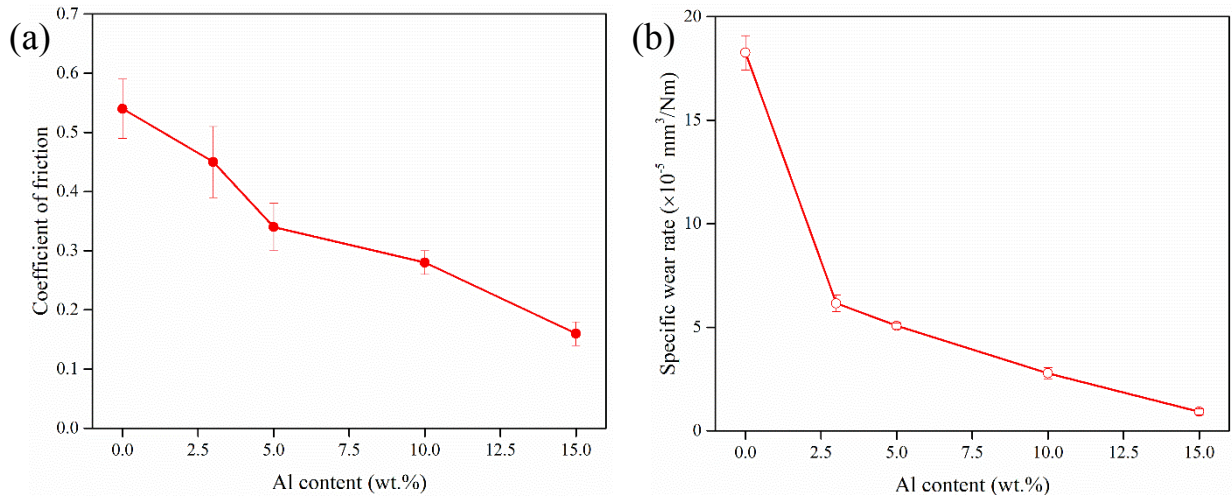 (a)
0.7
0.6
0.5
0.4
0.3
0.2
0.1
0.0
Coefficient of friction
0.0 2.5 5.0 7.5 10.0 12.5 15.0
Al content (wt.%)
(b)
20
15
10
5
0
Specific wear rate (×10⁻⁵ mm³/Nm)
0.0 2.5 5.0 7.5 10.0 12.5 15.0
Al content (wt.%)